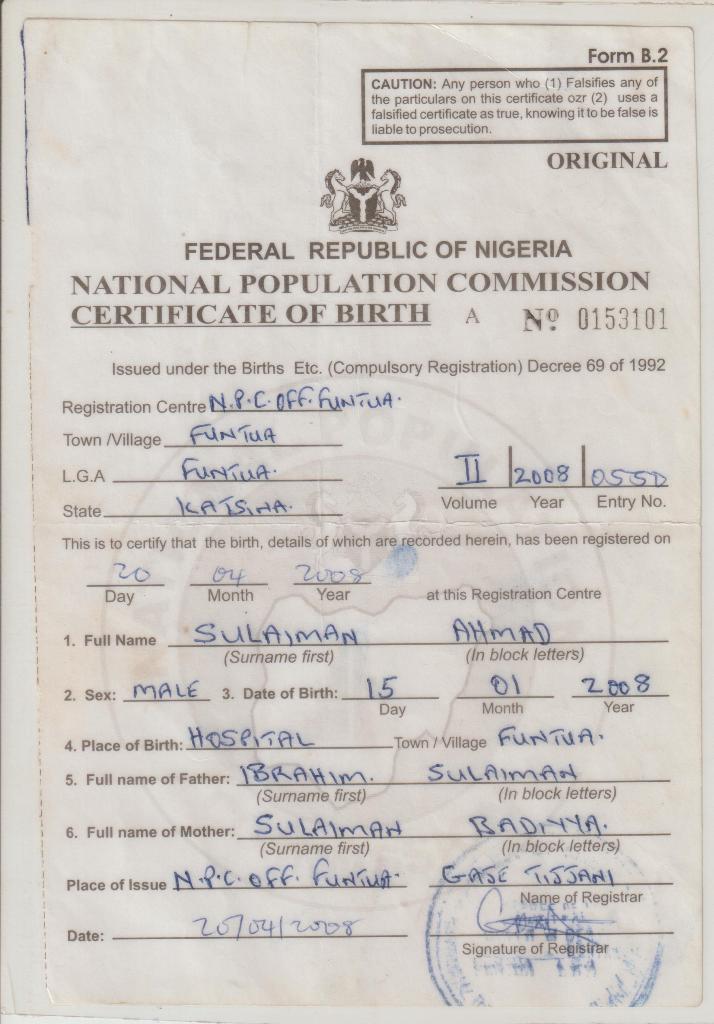 Form B.2
CAUTION: Any person who (1) Falsifies any of
the particulars on this certificate ozr (2) uses a
falsified certificate as true, knowing it to be false is
liable to prosecution.
ORIGINAL
FEDERAL REPUBLIC OF NIGERIA
NATIONAL POPULATION COMMISSION
CERTIFICATE OF BIRTH A Nº 0153101
Issued under the Births Etc. (Compulsory Registration) Decree 69 of 1992
Registration Centre N.P.C. OFF. FUNTUA.
Town /Village FUNTUA
L.G.A FUNTUA.
State KATSINA.
II 2008 0550
Volume Year Entry No.
This is to certify that the birth, details of which are recorded herein, has been registered on
20 04 2008
Day Month Year at this Registration Centre
1. Full Name SULAIMAN AHMAD
(Surname first) (In block letters)
2. Sex: MALE 3. Date of Birth: 15 01 2008
Day Month Year
4. Place of Birth: HOSPITAL Town / Village FUNTUA.
5. Full name of Father: IBRAHIM. SULAIMAN
(Surname first) (In block letters)
6. Full name of Mother: SULAIMAN BADIYYA.
(Surname first) (In block letters)
Place of Issue N.P.C. OFF. FUNTUA. GAJE TIJJANI
Name of Registrar
Date: 20/04/2008
Signature of Registrar